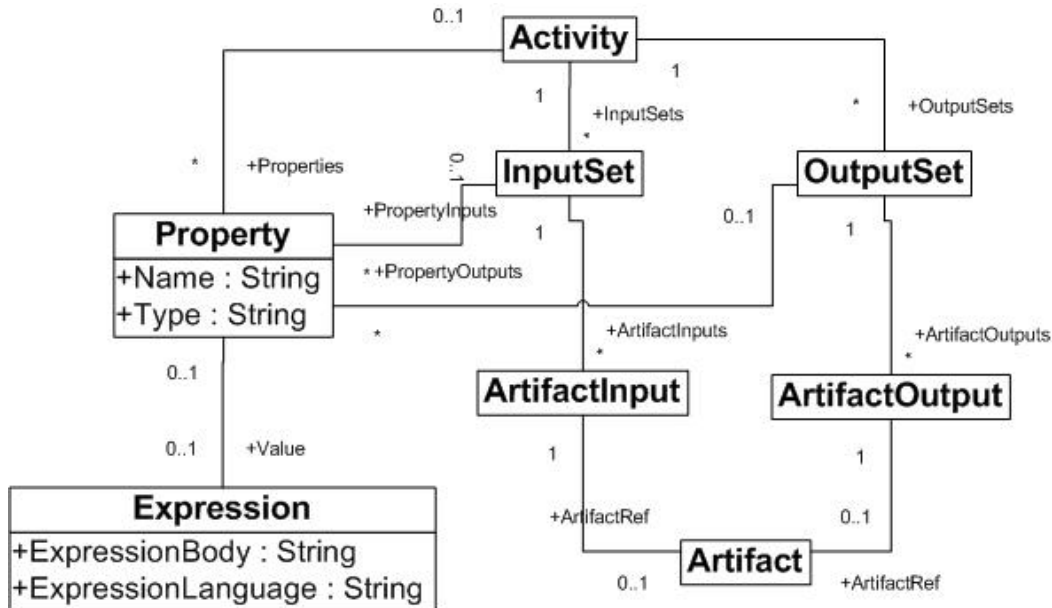 0..1
Activity
1
1
+InputSets
*
+OutputSets
*
*
+Properties
0..1
InputSet
OutputSet
+PropertyInputs
0..1
1
1
Property
*
+PropertyOutputs
+Name : String
+Type : String
*
+ArtifactInputs
*
+ArtifactOutputs
*
0..1
ArtifactInput
ArtifactOutput
0..1
+Value
1
1
Expression
+ExpressionBody : String
+ExpressionLanguage : String
+ArtifactRef
0..1
Artifact
0..1
+ArtifactRef